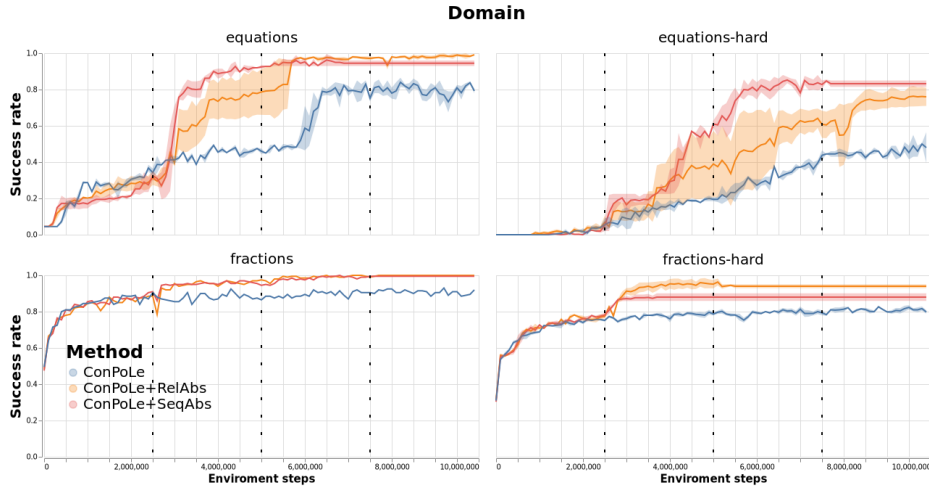 Domain
equations
equations-hard
Success rate
1.0
0.8
0.6
0.4
0.2
0.0
fractions
fractions-hard
Success rate
1.0
0.8
0.6
0.4
0.2
0.0
Method
ConPoLe
ConPoLe+RelAbs
ConPoLe+SeqAbs
0 2,000,000 4,000,000 6,000,000 8,000,000 10,000,000
0 2,000,000 4,000,000 6,000,000 8,000,000 10,000,000
Enviroment steps
Enviroment steps